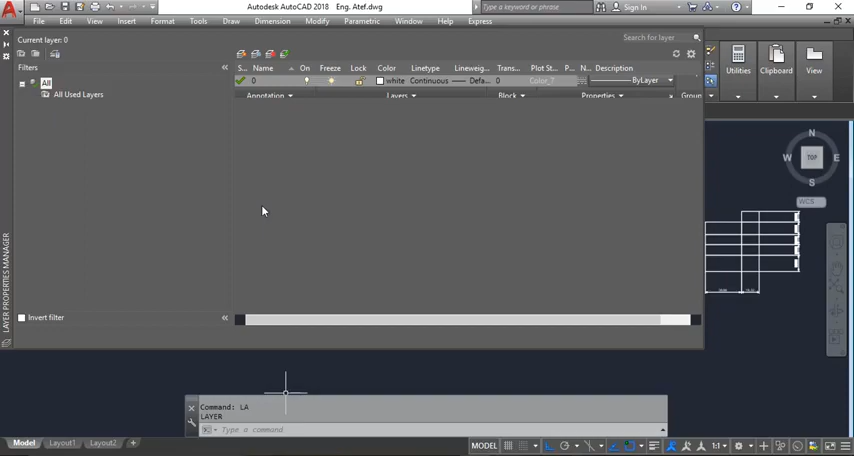 Autodesk AutoCAD 2018 Eng. Atef.dwg
Type a keyword or phrase
Sign In
File Edit View Insert Format Tools Draw Dimension Modify Parametric Window Help Express
Current layer: 0
Search for layer
Filters
S... Name On Freeze Lock Color Linetype Lineweig... Trans... Plot St... P... N... Description
All
0 white Continuous Defa... 0 Color_7 ByLayer
All Used Layers
Annotation Layers Block Properties Group
Utilities Clipboard View
N
W TOP E
S
WCS
LAYER PROPERTIES MANAGER
Invert filter
Command: LA
LAYER
Type a command
Model Layout1 Layout2 +
MODEL 1:1